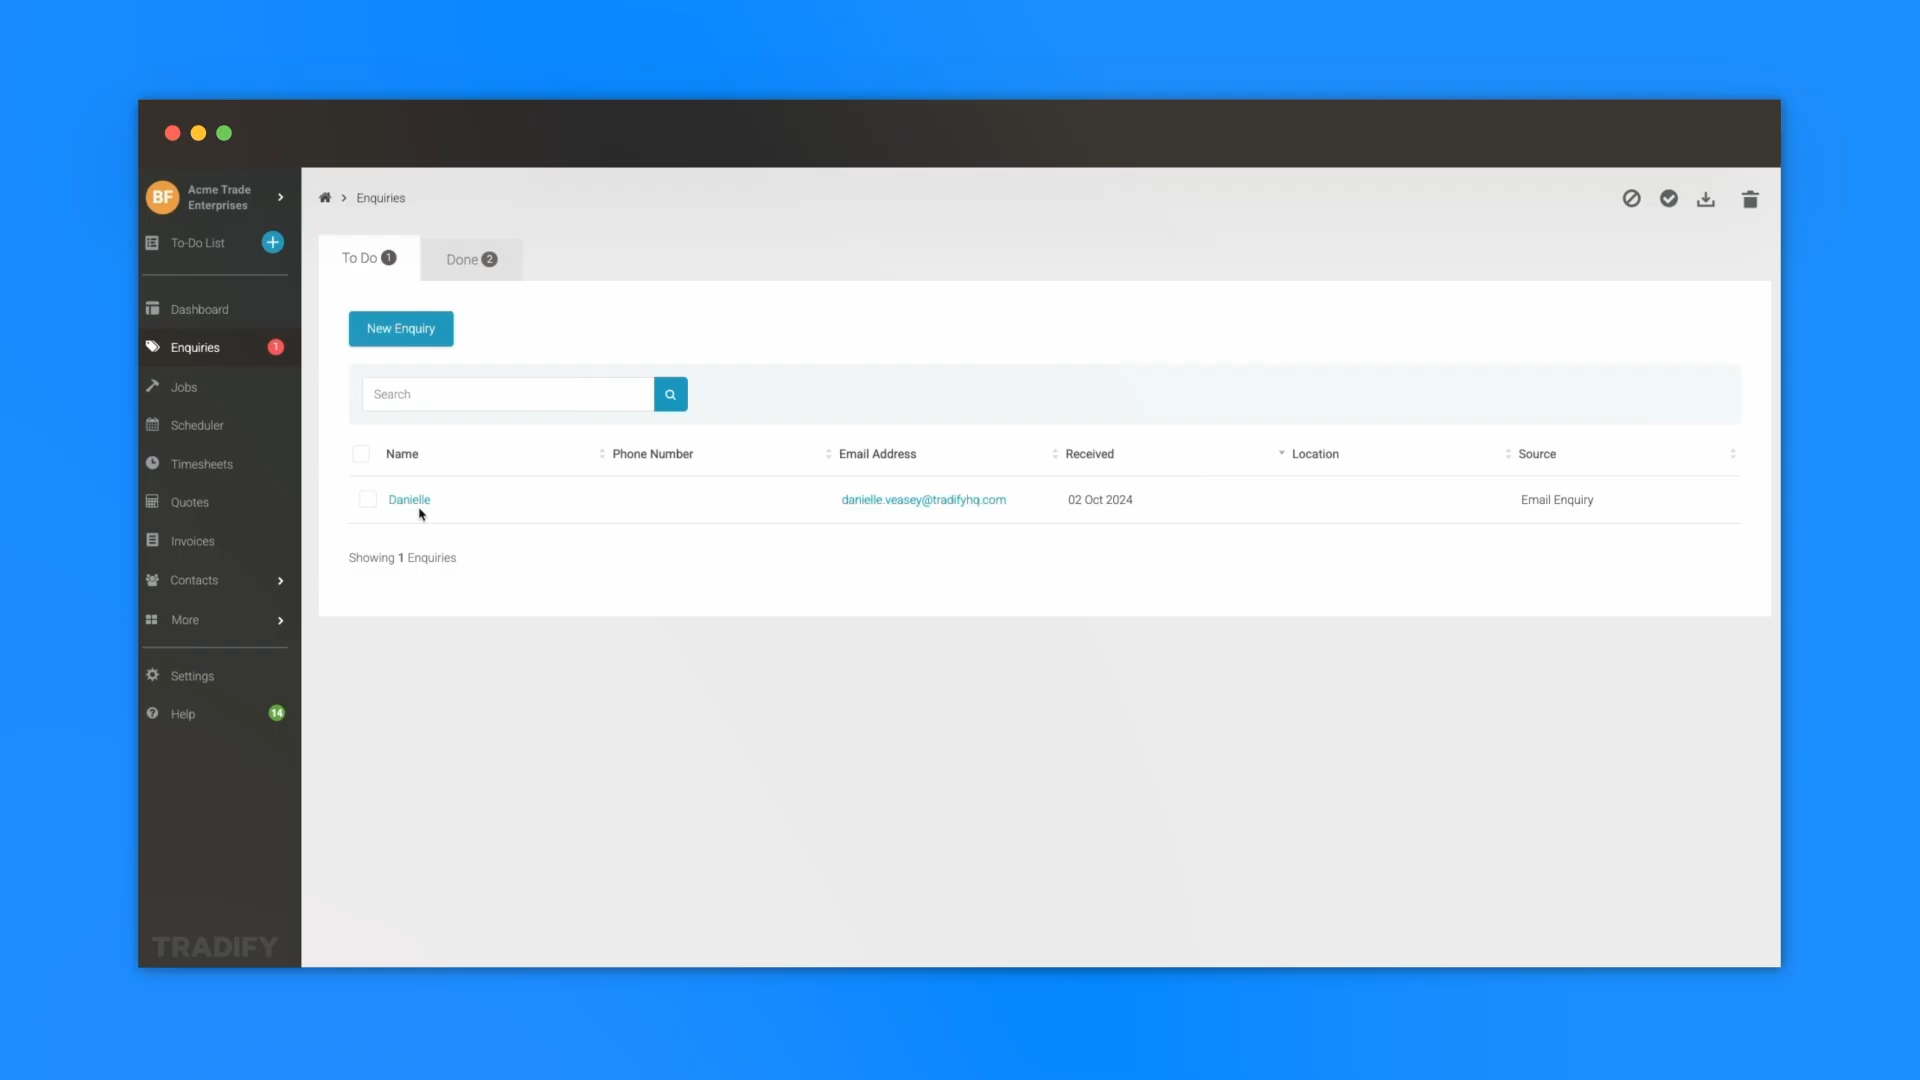 BF
Acme Trade
Enterprises
To-Do List
Dashboard
Enquiries 1
Jobs
Scheduler
Timesheets
Quotes
Invoices
Contacts
More
Settings
Help 14
TRADIFY
Enquiries
To Do 1
Done 2
New Enquiry
Search
Name Phone Number Email Address Received Location Source
Danielle danielle.veasey@tradifyhq.com 02 Oct 2024 Email Enquiry
Showing 1 Enquiries